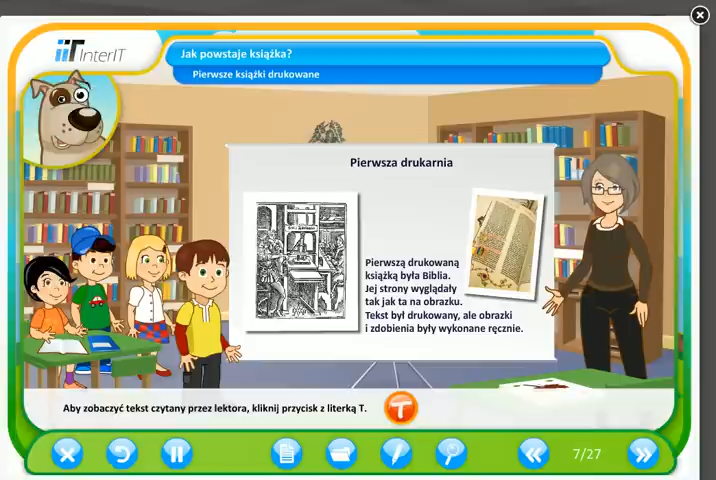 iiT InterIT
Jak powstaje książka?
Pierwsze książki drukowane
Pierwsza drukarnia
Pierwszą drukowaną
książką była Biblia.
Jej strony wyglądały
tak jak ta na obrazku.
Tekst był drukowany, ale obrazki
i zdobienia były wykonane ręcznie.
Aby zobaczyć tekst czytany przez lektora, kliknij przycisk z literką T.
T
7/27